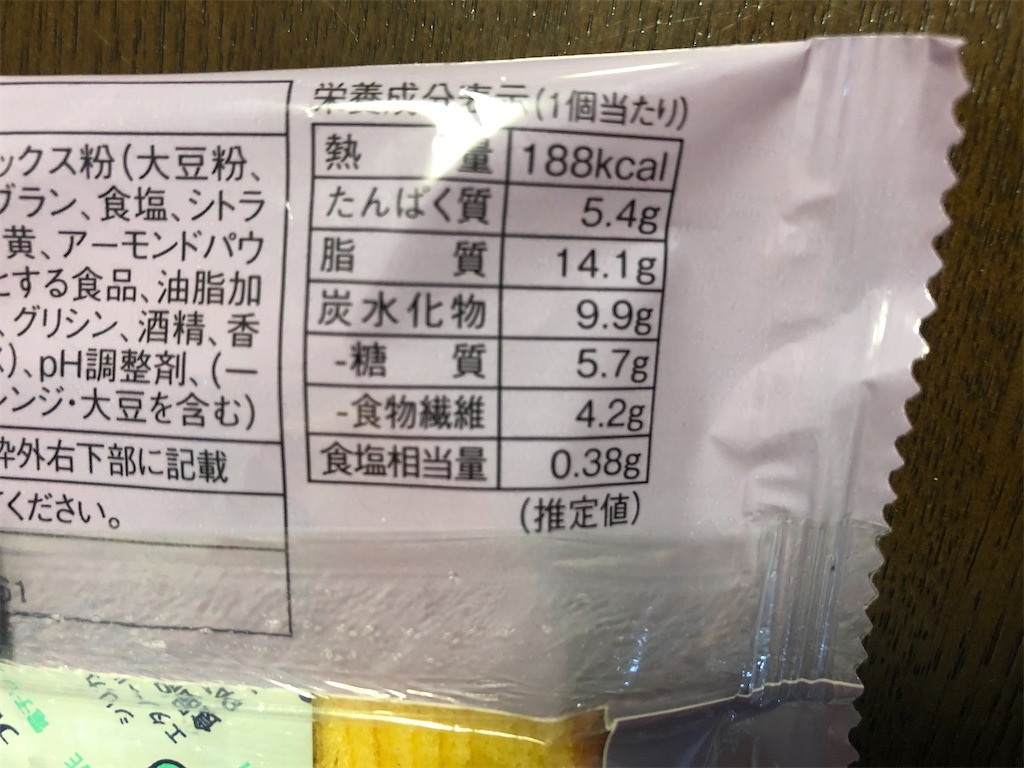 ックス粉(大豆粉、
ブラン、食塩、シトラ
黄、アーモンドパウ
とする食品、油脂加
、グリシン、酒精、香
)、pH調整剤、(一
レンジ・大豆を含む)
枠外右下部に記載
ください。
栄養成分表示(1個当たり)
熱量 188kcal
たんぱく質 5.4g
脂質 14.1g
炭水化物 9.9g
-糖質 5.7g
-食物繊維 4.2g
食塩相当量 0.38g
(推定値)